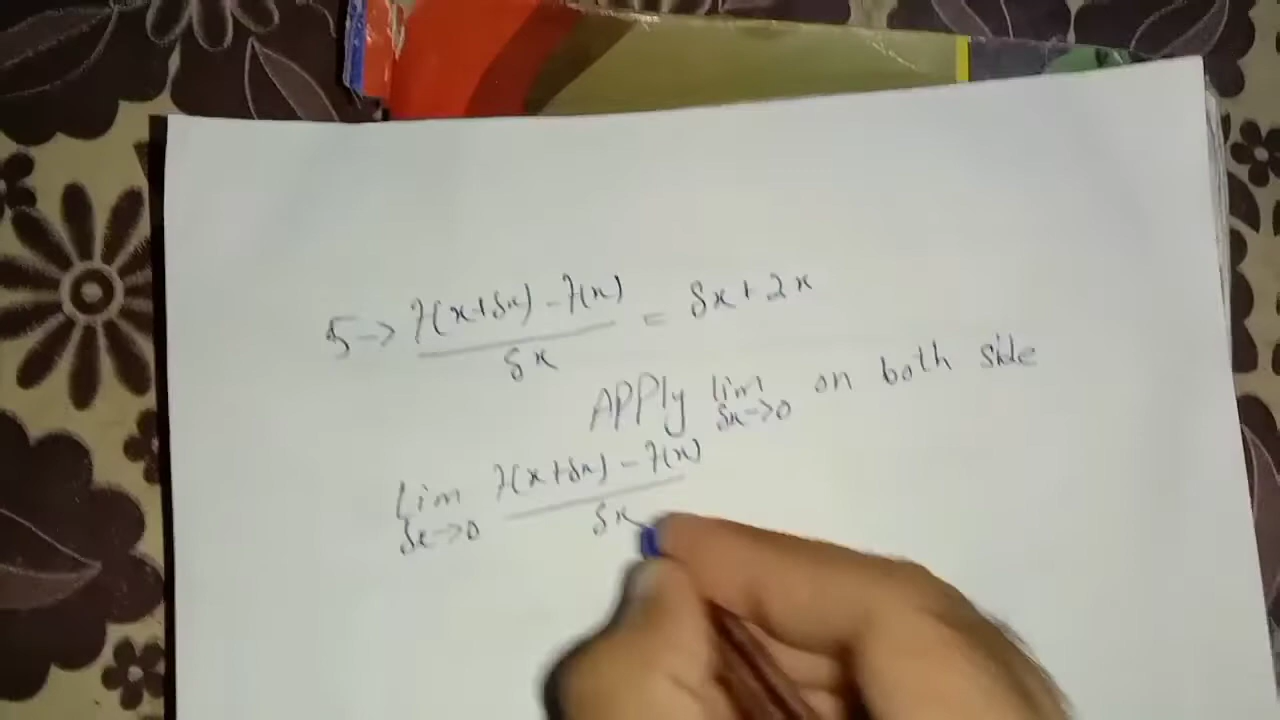 5-> f(x+δx) - f(x) / δx = δx + 2x
APPly lim δx->0 on both side
lim δx->0 f(x+δx) - f(x) / δx